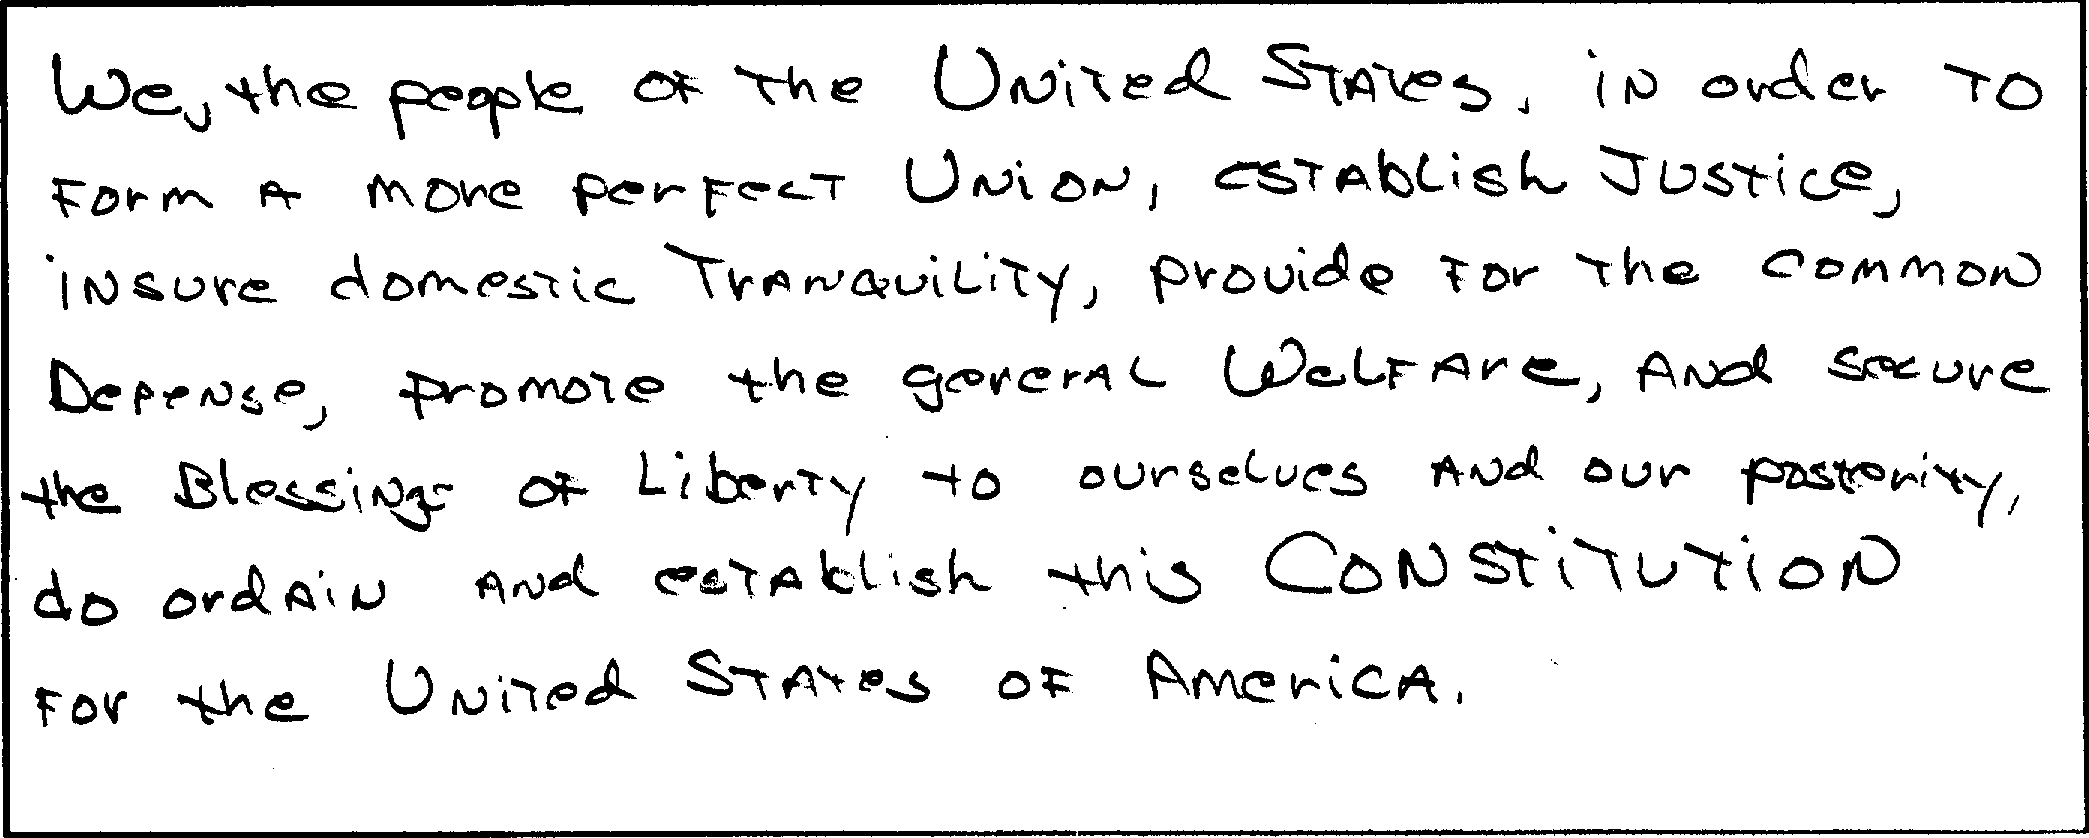 We, the people of the United States, in order to
form a more perfect Union, establish Justice,
insure domestic Tranquility, provide for the common
Defense, promote the general Welfare, and secure
the Blessings of Liberty to ourselves and our posterity,
do ordain and establish this CONSTITUTION
for the United States of America.